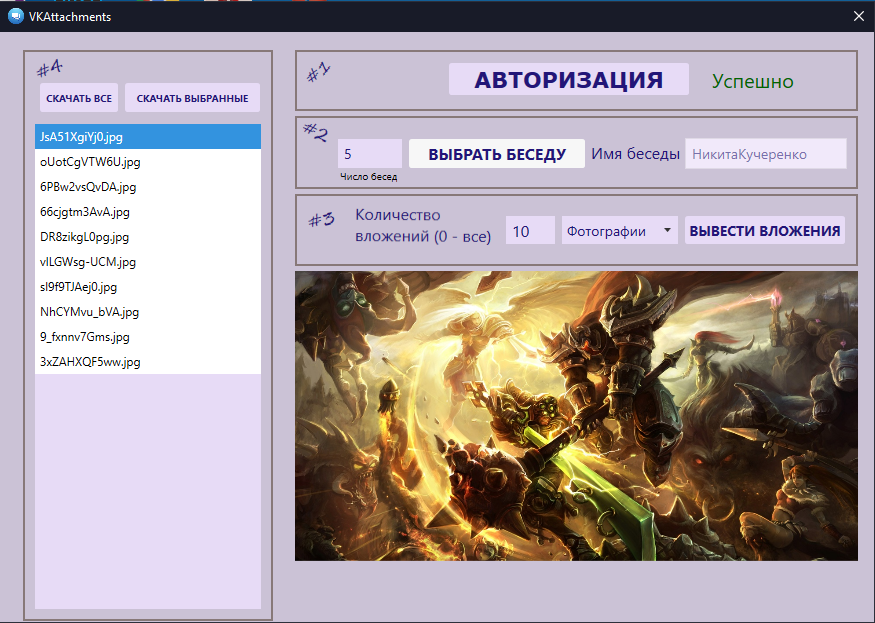 VKAttachments
#4
СКАЧАТЬ ВСЕ
СКАЧАТЬ ВЫБРАННЫЕ
JsA51XgiYj0.jpg
oUotCgVTW6U.jpg
6PBw2vsQvDA.jpg
66cjgtm3AvA.jpg
DR8zikgL0pg.jpg
vILGWsg-UCM.jpg
sI9f9TJAej0.jpg
NhCYMvu_bVA.jpg
9_fxnnv7Gms.jpg
3xZAHXQF5ww.jpg
#1
АВТОРИЗАЦИЯ
Успешно
#2
5
ВЫБРАТЬ БЕСЕДУ
Имя беседы
НикитаКучеренко
Число бесед
#3
Количество
вложений (0 - все)
10
Фотографии
ВЫВЕСТИ ВЛОЖЕНИЯ